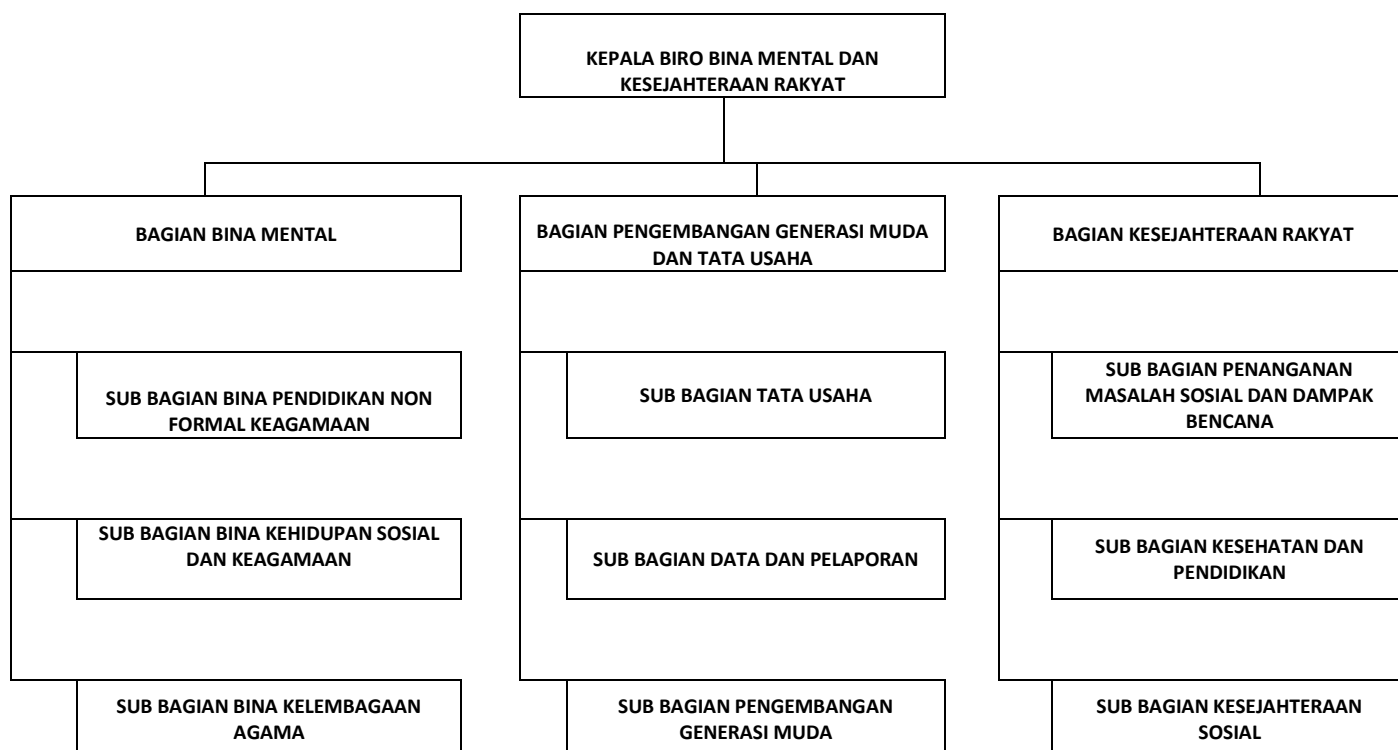 KEPALA BIRO BINA MENTAL DAN
KESEJAHTERAAN RAKYAT
BAGIAN BINA MENTAL
BAGIAN PENGEMBANGAN GENERASI MUDA
DAN TATA USAHA
BAGIAN KESEJAHTERAAN RAKYAT
SUB BAGIAN BINA PENDIDIKAN NON
FORMAL KEAGAMAAN
SUB BAGIAN TATA USAHA
SUB BAGIAN PENANGANAN
MASALAH SOSIAL DAN DAMPAK
BENCANA
SUB BAGIAN BINA KEHIDUPAN SOSIAL
DAN KEAGAMAAN
SUB BAGIAN DATA DAN PELAPORAN
SUB BAGIAN KESEHATAN DAN
PENDIDIKAN
SUB BAGIAN BINA KELEMBAGAAN
AGAMA
SUB BAGIAN PENGEMBANGAN
GENERASI MUDA
SUB BAGIAN KESEJAHTERAAN
SOSIAL